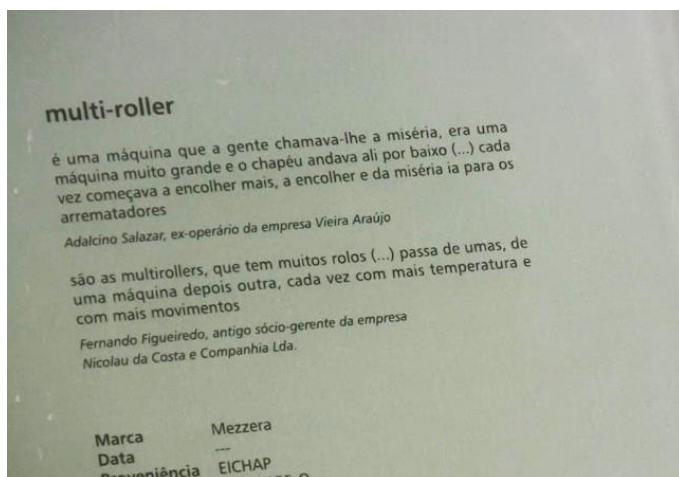 multi-roller
é uma máquina que a gente chamava-lhe a miséria, era uma
máquina muito grande e o chapéu andava ali por baixo (...) cada
vez começava a encolher mais, a encolher e da miséria ia para os
arrematadores
Adalcino Salazar, ex-operário da empresa Vieira Araújo
são as multirollers, que tem muitos rolos (...) passa de umas, de
uma máquina depois outra, cada vez com mais temperatura e
com mais movimentos
Fernando Figueiredo, antigo sócio-gerente da empresa
Nicolau da Costa e Companhia Lda.
Marca Mezzera
Data ---
Proveniência EICHAP